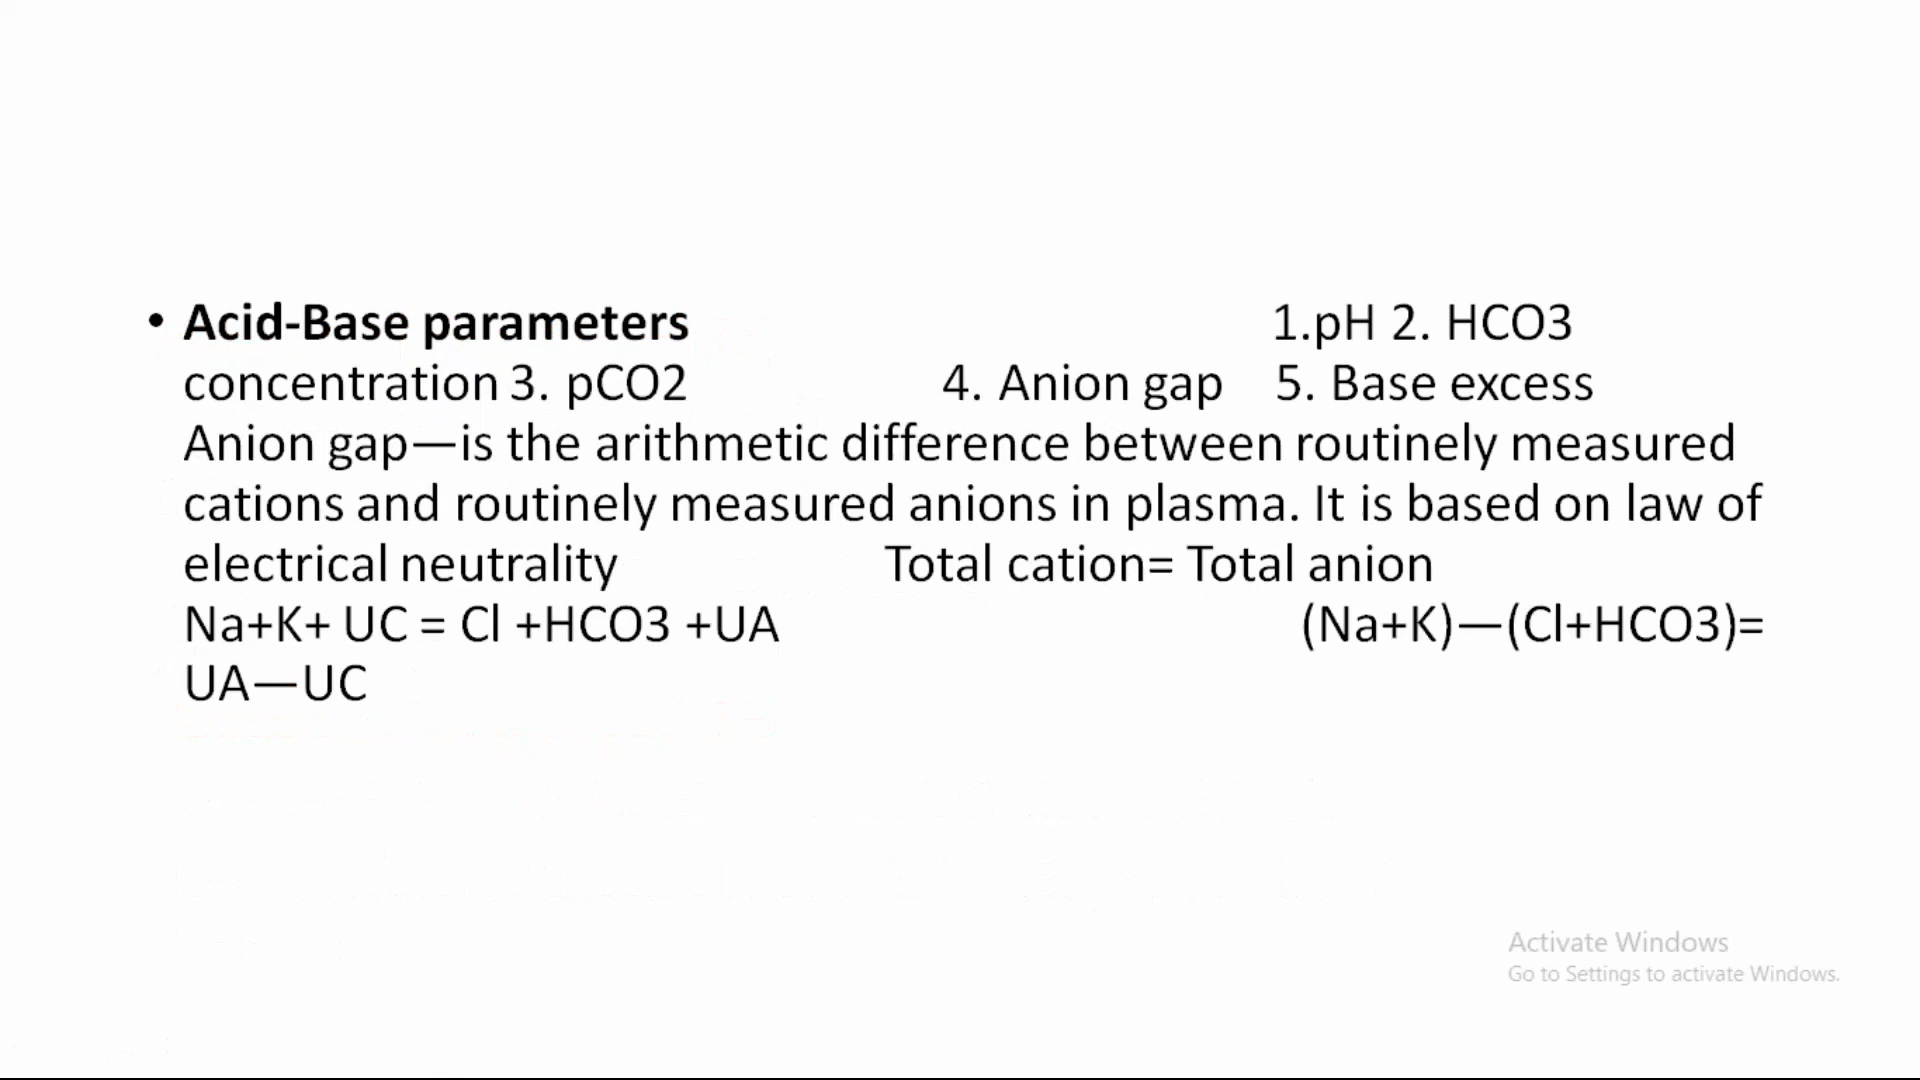 • Acid-Base parameters 1.pH 2. HCO3
concentration 3. pCO2 4. Anion gap 5. Base excess
Anion gap—is the arithmetic difference between routinely measured
cations and routinely measured anions in plasma. It is based on law of
electrical neutrality Total cation= Total anion
Na+K+ UC = Cl +HCO3 +UA (Na+K)—(Cl+HCO3)=
UA—UC
Activate Windows
Go to Settings to activate Windows.